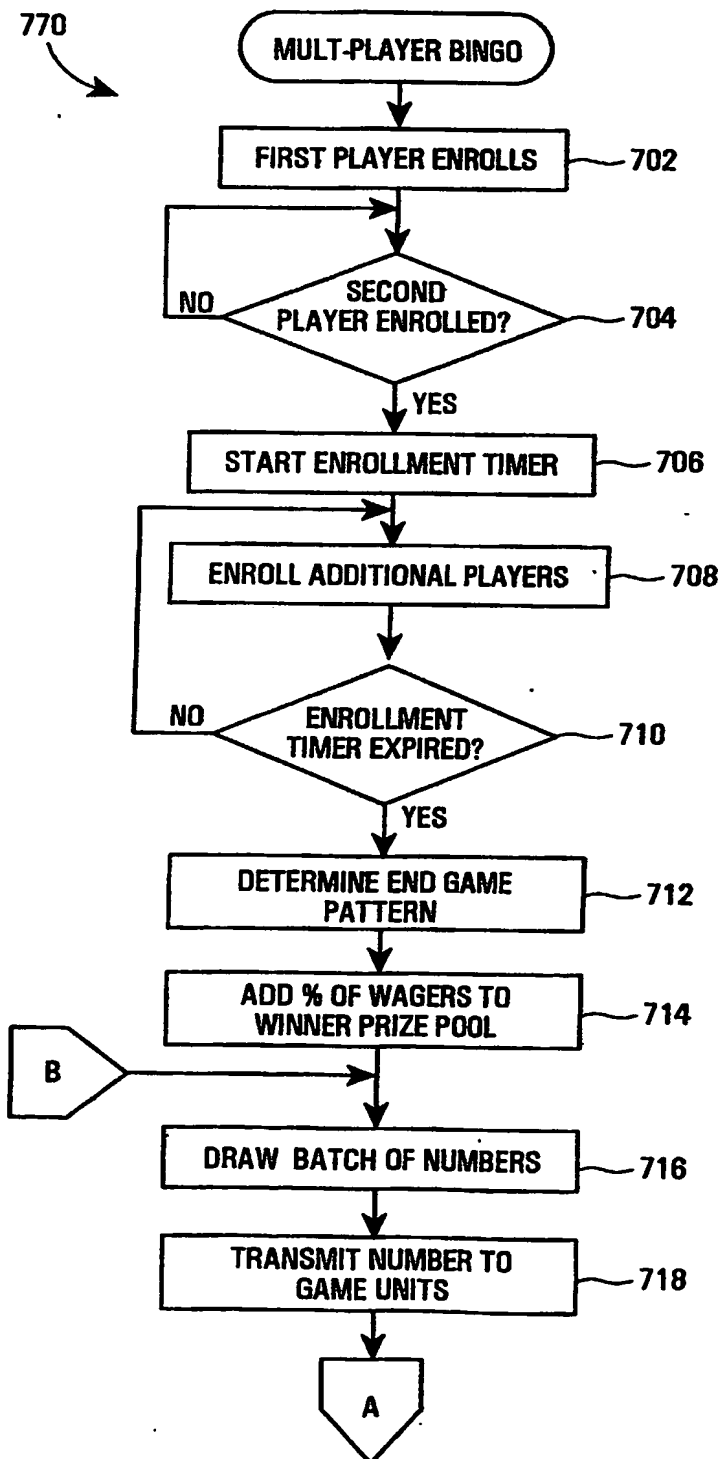 770
MULT-PLAYER BINGO
FIRST PLAYER ENROLLS
702
SECOND
PLAYER ENROLLED?
704
NO
YES
START ENROLLMENT TIMER
706
ENROLL ADDITIONAL PLAYERS
708
ENROLLMENT
TIMER EXPIRED?
710
NO
YES
DETERMINE END GAME
PATTERN
712
ADD % OF WAGERS TO
WINNER PRIZE POOL
714
B
DRAW BATCH OF NUMBERS
716
TRANSMIT NUMBER TO
GAME UNITS
718
A